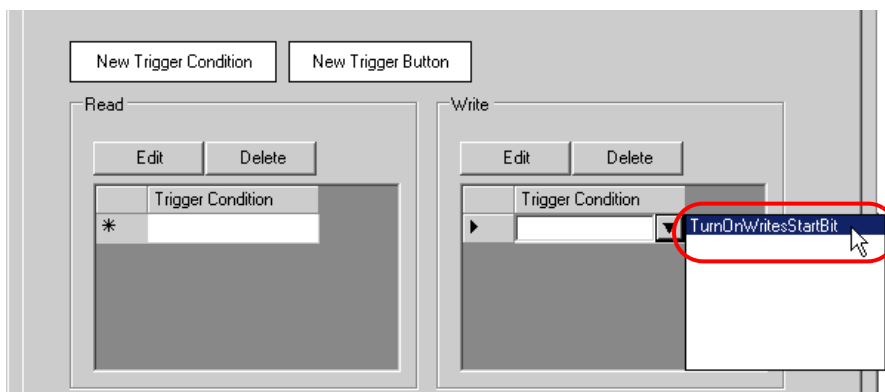 New Trigger Condition New Trigger Button
Read Write
Edit Delete Edit Delete
Trigger Condition Trigger Condition
TurnOnWritesStartBit